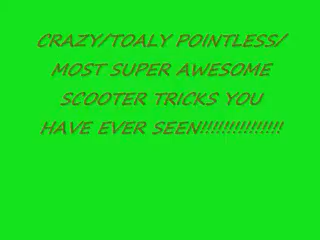 CRAZY/TOALY POINTLESS/
MOST SUPER AWESOME
SCOOTER TRICKS YOU
HAVE EVER SEEN!!!!!!!!!!!!!!!